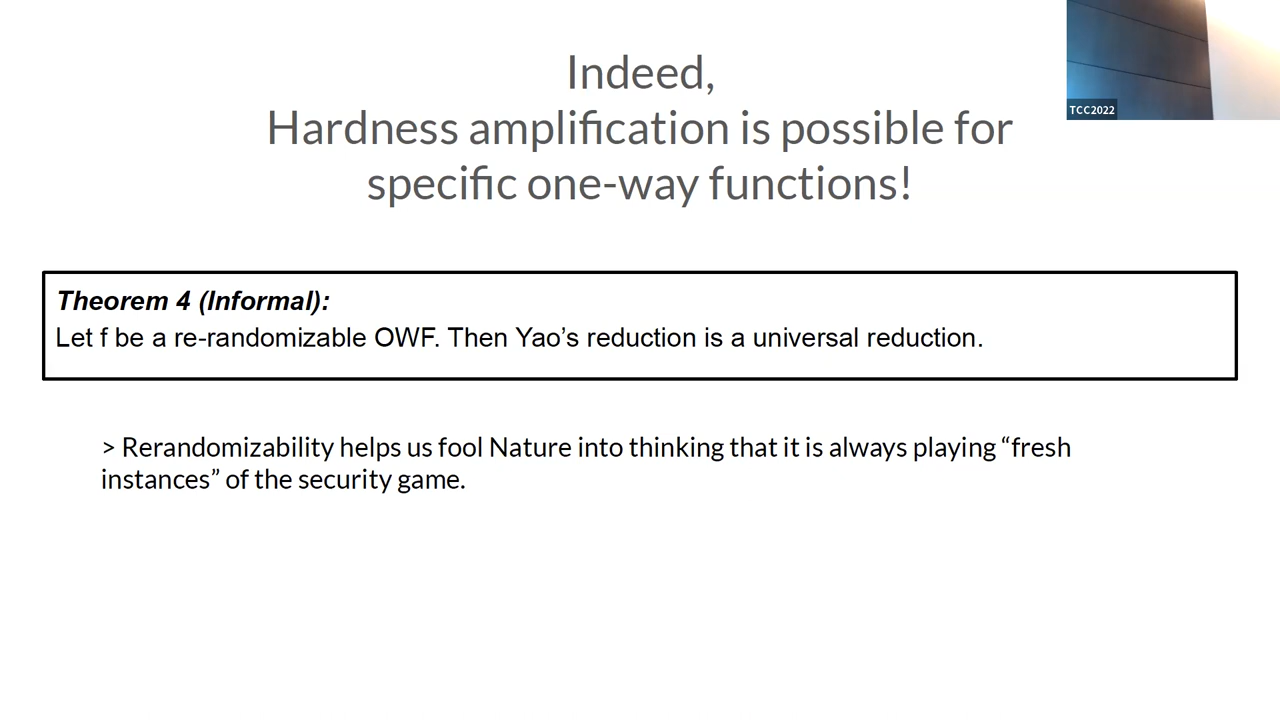 Indeed,
Hardness amplification is possible for
specific one-way functions!
TCC2022
Theorem 4 (Informal):
Let f be a re-randomizable OWF. Then Yao’s reduction is a universal reduction.
> Rerandomizability helps us fool Nature into thinking that it is always playing “fresh
instances” of the security game.